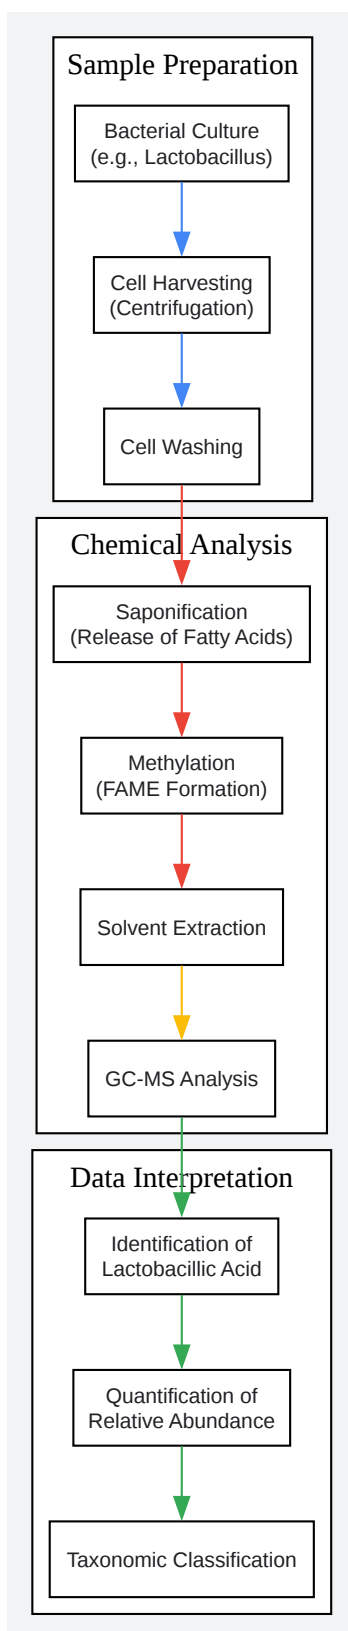 Sample Preparation
Bacterial Culture
(e.g., Lactobacillus)
Cell Harvesting
(Centrifugation)
Cell Washing
Chemical Analysis
Saponification
(Release of Fatty Acids)
Methylation
(FAME Formation)
Solvent Extraction
GC-MS Analysis
Data Interpretation
Identification of
Lactobacillic Acid
Quantification of
Relative Abundance
Taxonomic Classification